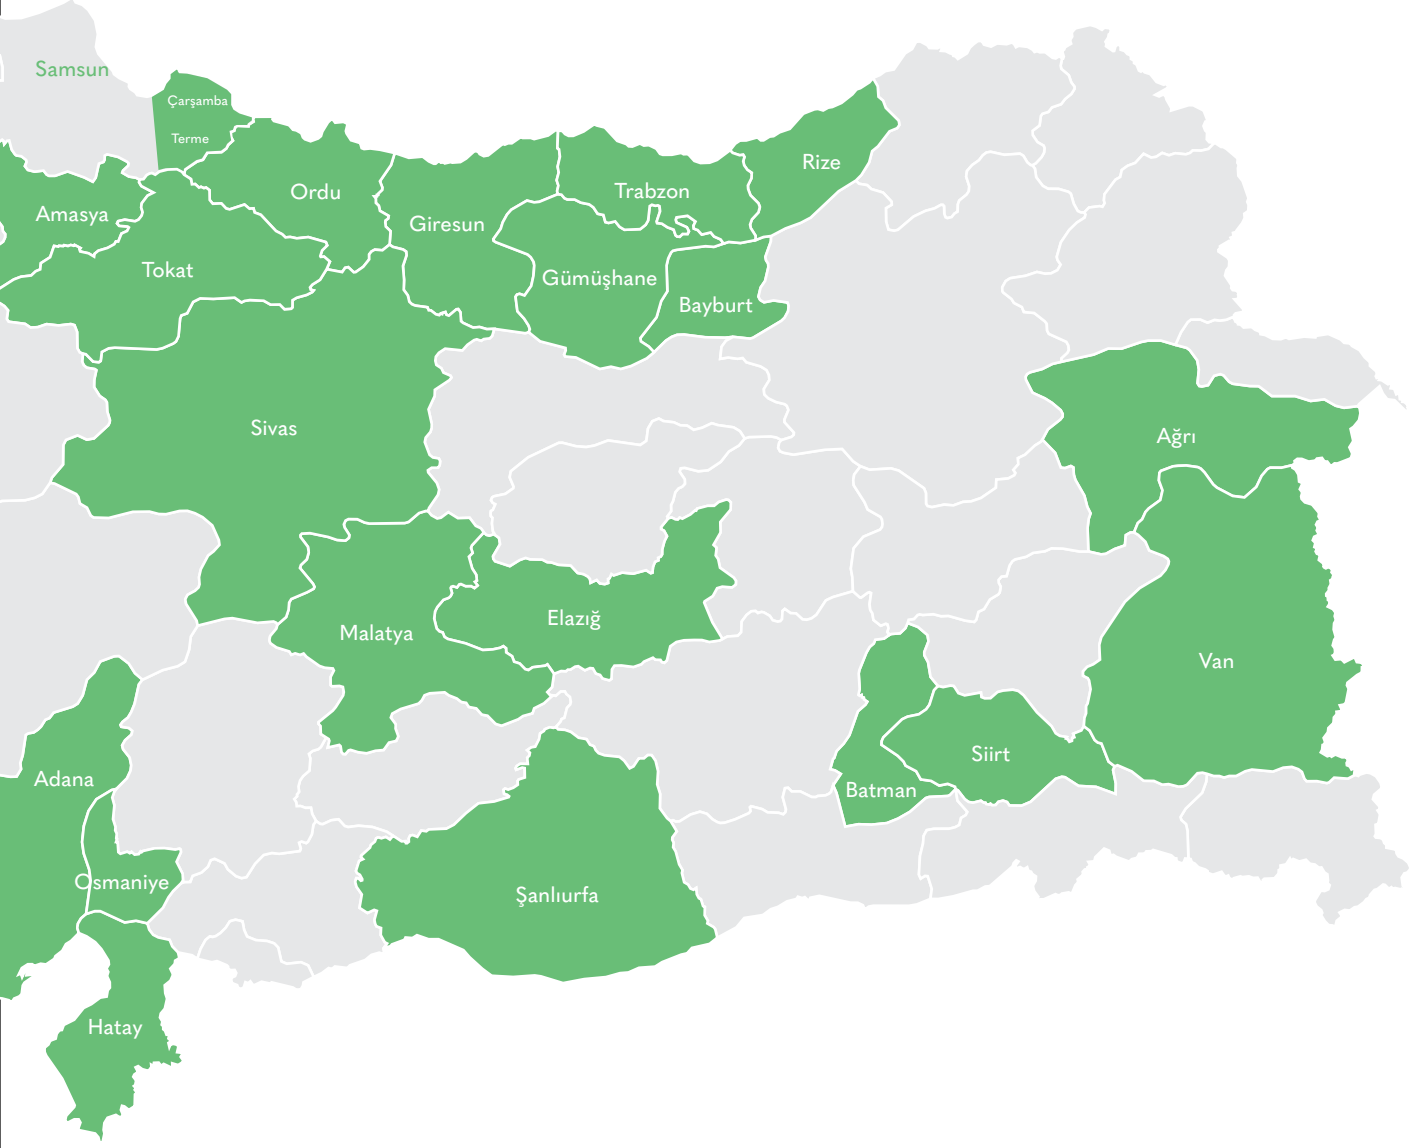 Samsun
Çarşamba
Terme
Rize
Ordu
Trabzon
Amasya
Giresun
Tokat
Gümüşhane
Bayburt
Sivas
Ağrı
Elazığ
Malatya
Van
Siirt
Adana
Batman
Osmaniye
Şanlıurfa
Hatay